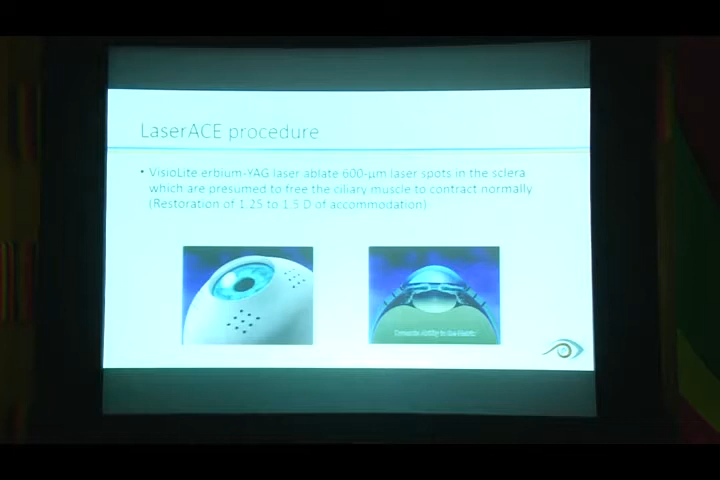 LaserACE procedure
• VisioLite erbium-YAG laser ablate 600-µm laser spots in the sclera
which are presumed to free the ciliary muscle to contract normally
(Restoration of 1.25 to 1.5 D of accommodation)